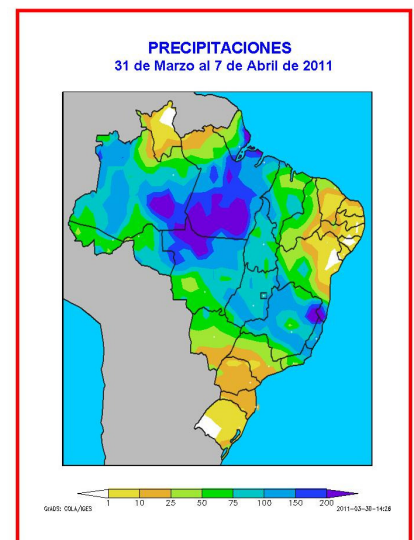 PRECIPITACIONES
31 de Marzo al 7 de Abril de 2011
1 10 25 50 75 100 150 200
GrADS: COLA/IGES 2011-03-30-14:28